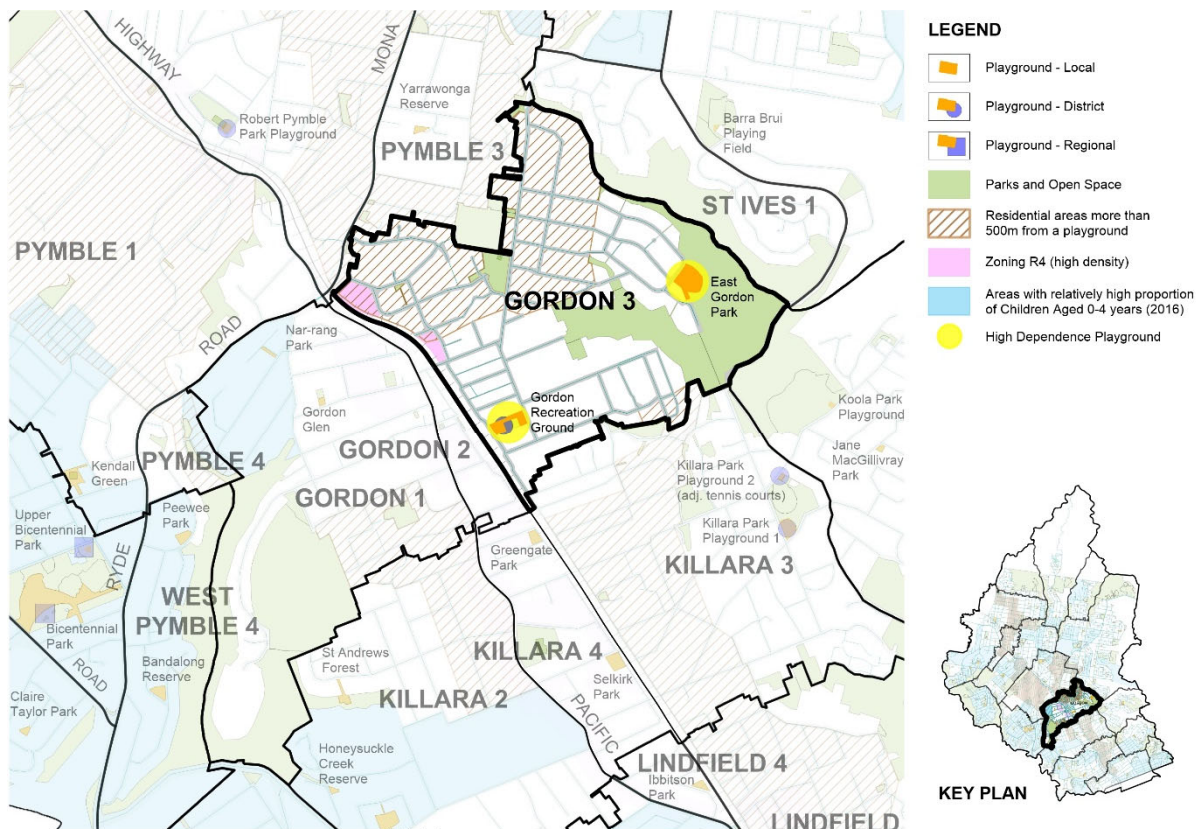 HIGHWAY
MONA
Yarrawonga
Reserve
Robert Pymble
Park Playground
PYMBLE 3
Barra Brui
Playing
Field
ST IVES 1
PYMBLE 1
East
Gordon
Park
GORDON 3
ROAD
Nar-rang
Park
Gordon
Glen
Gordon
Recreation
Ground
Koola Park
Playground
Jane
MacGillivray
Park
GORDON 2
PYMBLE 4
Kendall
Green
GORDON 1
Killara Park
Playground 2
(adj. tennis courts)
Upper
Bicentennial
Park
Peewee
Park
Killara Park
Playground 1
RYDE
Greengate
Park
KILLARA 3
WEST
PYMBLE 4
Bicentennial
Park
ROAD
Bandalong
Reserve
St Andrews
Forest
KILLARA 4
Selkirk
Park
Claire
Taylor Park
KILLARA 2
PACIFIC
Honeysuckle
Creek
Reserve
LINDFIELD 4
Ibbitson
Park
LINDFIELD
LEGEND
Playground - Local
Playground - District
Playground - Regional
Parks and Open Space
Residential areas more than
500m from a playground
Zoning R4 (high density)
Areas with relatively high proportion
of Children Aged 0-4 years (2016)
High Dependence Playground
KEY PLAN